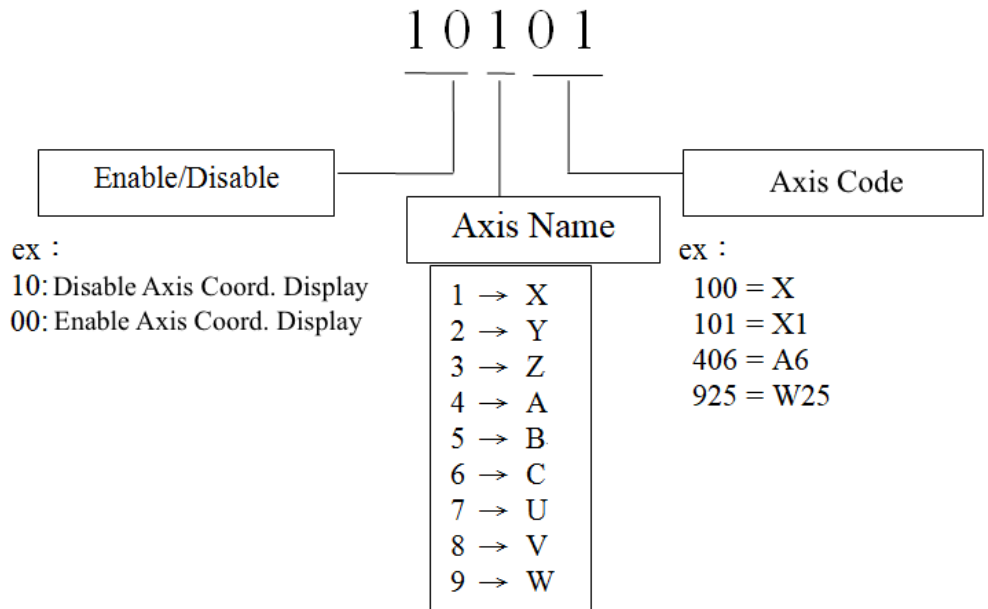 1 0 1 0 1
Enable/Disable
ex：
10: Disable Axis Coord. Display
00: Enable Axis Coord. Display
Axis Name
1 → X
2 → Y
3 → Z
4 → A
5 → B
6 → C
7 → U
8 → V
9 → W
Axis Code
ex：
100 = X
101 = X1
406 = A6
925 = W25